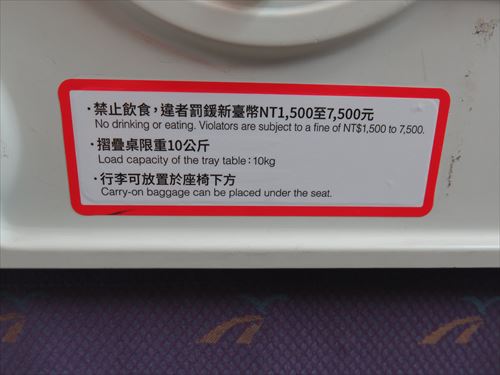 ・禁止飲食，違者罰鍰新臺幣NT1,500至7,500元
No drinking or eating. Violators are subject to a fine of NT$1,500 to 7,500.
・摺疊桌限重10公斤
Load capacity of the tray table：10kg
・行李可放置於座椅下方
Carry-on baggage can be placed under the seat.